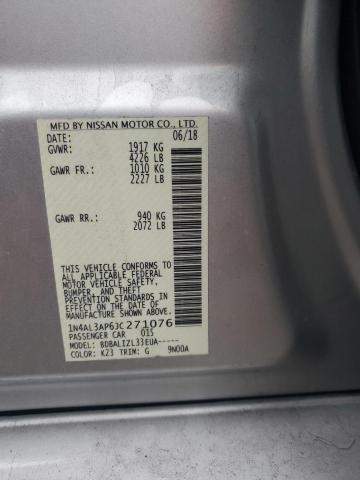 MFD BY NISSAN MOTOR CO., LTD.
DATE: 06/18
GVWR: 1917 KG
4226 LB
GAWR FR.: 1010 KG
2227 LB
GAWR RR.: 940 KG
2072 LB
THIS VEHICLE CONFORMS TO
ALL APPLICABLE FEDERAL
MOTOR VEHICLE SAFETY,
BUMPER, AND THEFT
PREVENTION STANDARDS IN
EFFECT ON THE DATE OF
MANUFACTURE SHOWN ABOVE.
1N4AL3AP6JC271076
PASSENGER CAR 015
MODEL: BDBALIZL33EUA-----
COLOR: K23 TRIM: G 9N00A